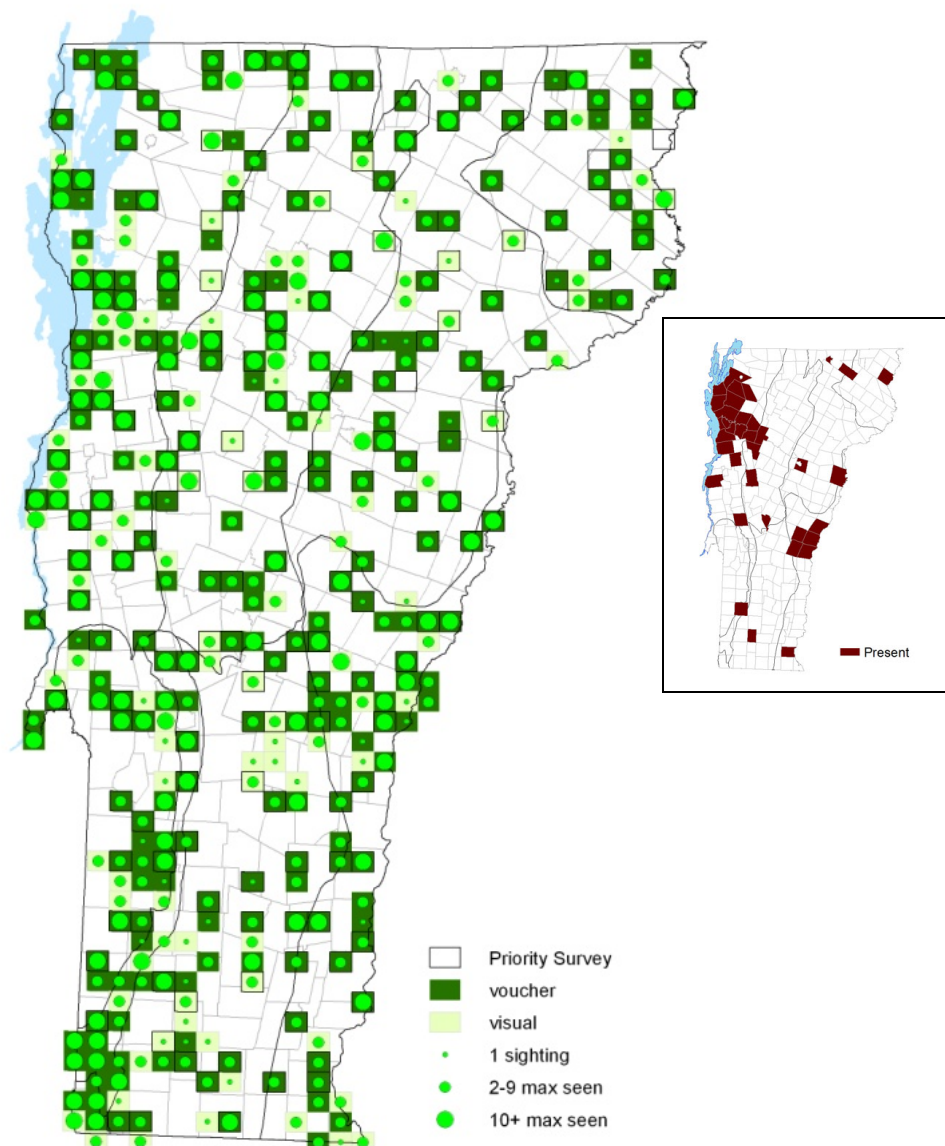 Present
Priority Survey
voucher
visual
1 sighting
2-9 max seen
10+ max seen